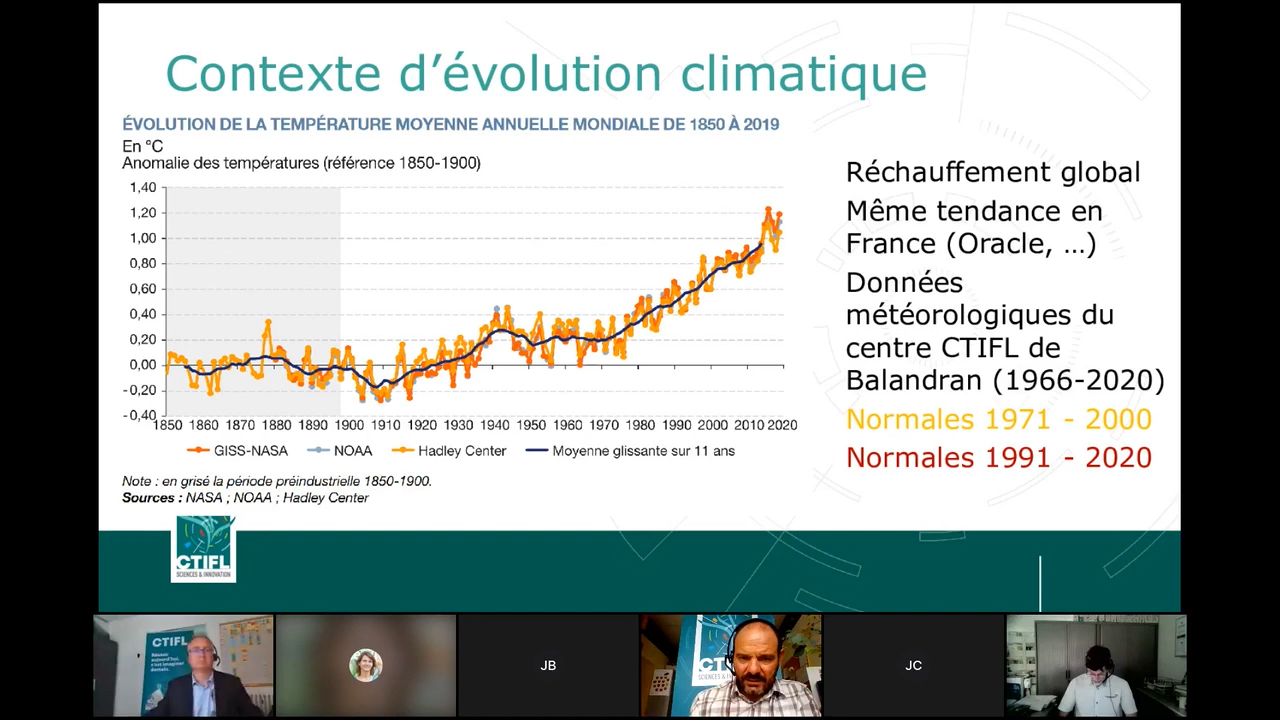 Contexte d’évolution climatique
ÉVOLUTION DE LA TEMPÉRATURE MOYENNE ANNUELLE MONDIALE DE 1850 À 2019
En °C
Anomalie des températures (référence 1850-1900)
1,40
1,20
1,00
0,80
0,60
0,40
0,20
0,00
-0,20
-0,40
1850 1860 1870 1880 1890 1900 1910 1920 1930 1940 1950 1960 1970 1980 1990 2000 2010 2020
GISS-NASA NOAA Hadley Center Moyenne glissante sur 11 ans
Note : en grisé la période préindustrielle 1850-1900.
Sources : NASA ; NOAA ; Hadley Center
Réchauffement global
Même tendance en
France (Oracle, ...)
Données
météorologiques du
centre CTIFL de
Balandran (1966-2020)
Normales 1971 - 2000
Normales 1991 - 2020
CTIFL
SCIENCES & INNOVATION
CTIFL
JB
JC